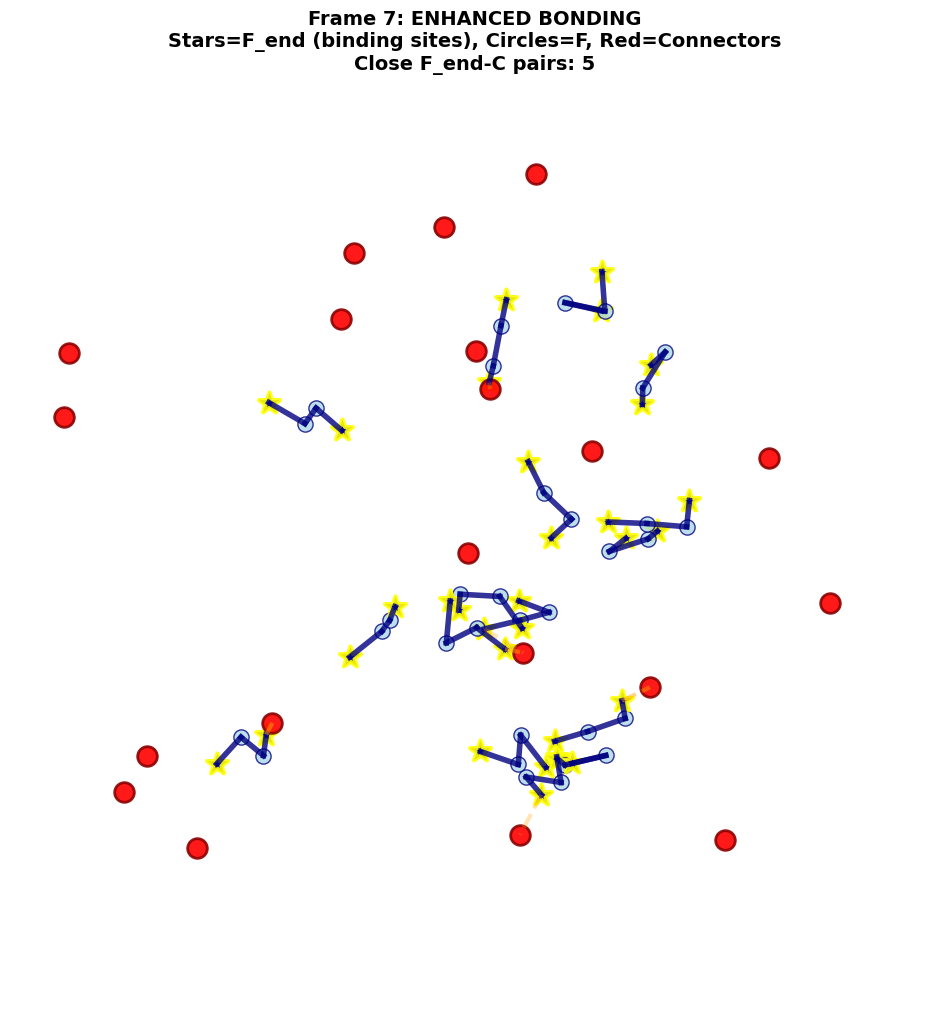 Frame 7: ENHANCED BONDING
Stars=F_end (binding sites), Circles=F, Red=Connectors
Close F_end-C pairs: 5